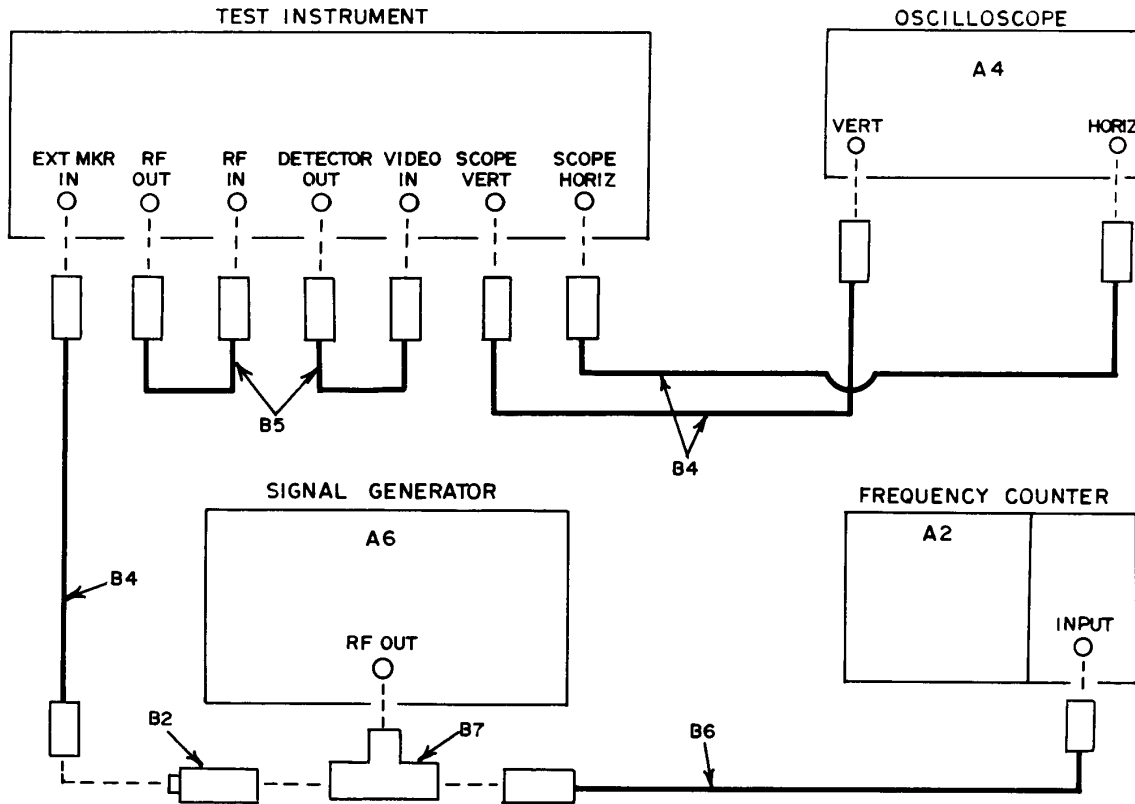 TEST INSTRUMENT
OSCILLOSCOPE
A4
VERT
HORIZ
EXT MKR
IN
RF
OUT
RF
IN
DETECTOR
OUT
VIDEO
IN
SCOPE
VERT
SCOPE
HORIZ
B5
B4
SIGNAL GENERATOR
A6
RF OUT
FREQUENCY COUNTER
A2
INPUT
B4
B2
B7
B6